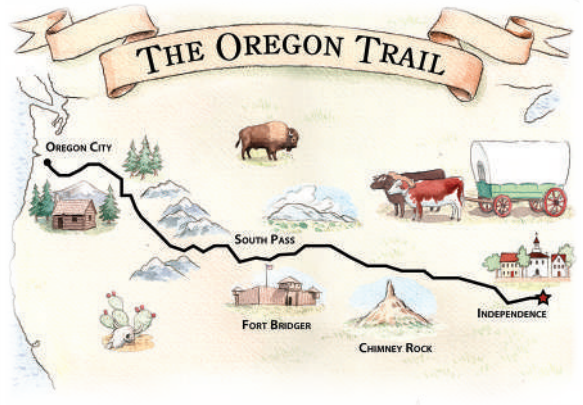 THE OREGON TRAIL
OREGON CITY
SOUTH PASS
FORT BRIDGER
INDEPENDENCE
CHIMNEY ROCK